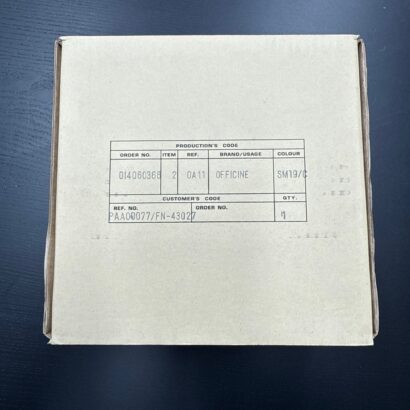 PRODUCTION'S CODE
ORDER NO. ITEM REF. BRAND/USAGE COLOUR
014060368 2 OA11 OFFICINE SM19/C
CUSTOMER'S CODE QTY.
REF. NO. ORDER NO.
PAA00077/FN-43027 1